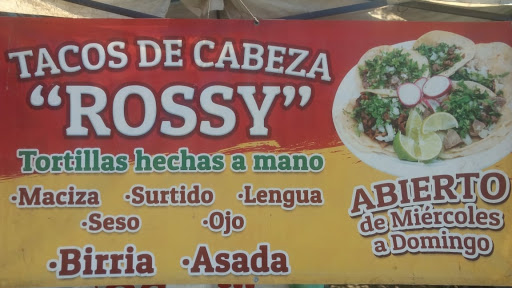 TACOS DE CABEZA
"ROSSY"
Tortillas hechas a mano
·Maciza ·Surtido ·Lengua
·Seso ·Ojo
·Birria ·Asada
ABIERTO
de Miércoles
a Domingo